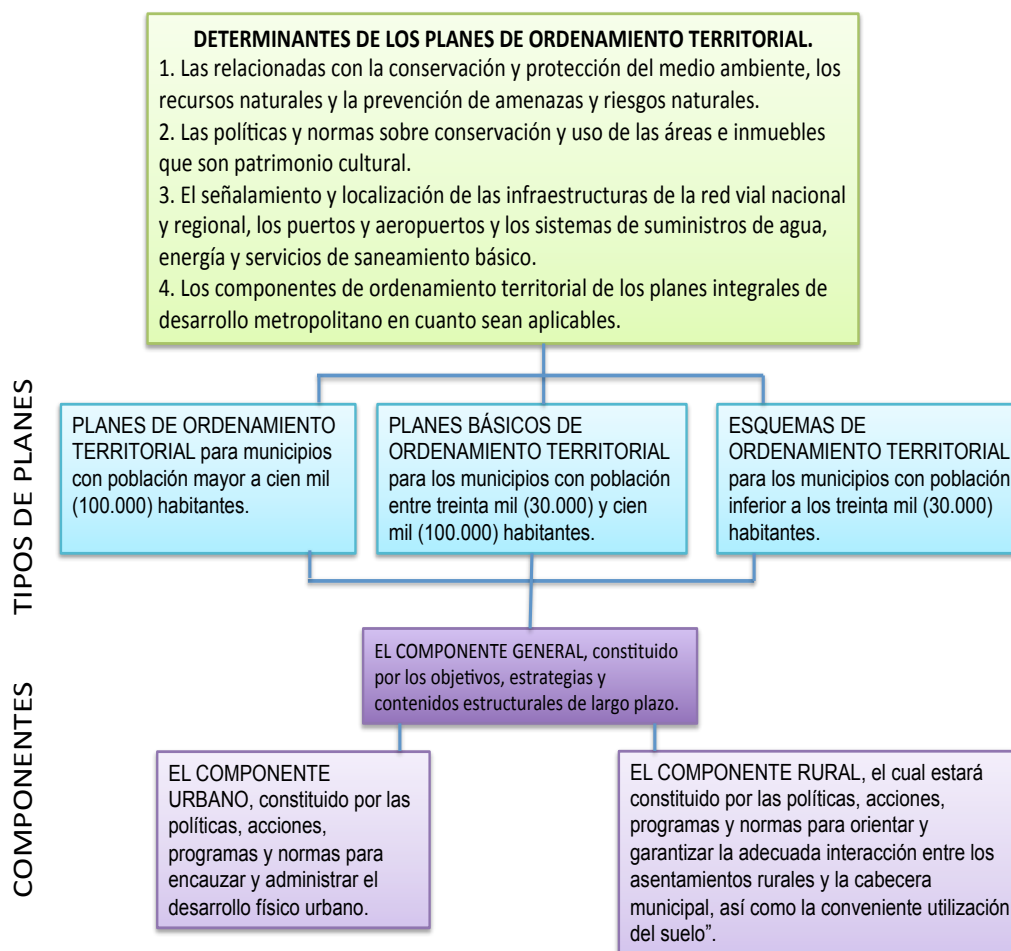 DETERMINANTES DE LOS PLANES DE ORDENAMIENTO TERRITORIAL.
1. Las relacionadas con la conservación y protección del medio ambiente, los
recursos naturales y la prevención de amenazas y riesgos naturales.
2. Las políticas y normas sobre conservación y uso de las áreas e inmuebles
que son patrimonio cultural.
3. El señalamiento y localización de las infraestructuras de la red vial nacional
y regional, los puertos y aeropuertos y los sistemas de suministros de agua,
energía y servicios de saneamiento básico.
4. Los componentes de ordenamiento territorial de los planes integrales de
desarrollo metropolitano en cuanto sean aplicables.
TIPOS DE PLANES
PLANES DE ORDENAMIENTO
TERRITORIAL para municipios
con población mayor a cien mil
(100.000) habitantes.
PLANES BÁSICOS DE
ORDENAMIENTO TERRITORIAL
para los municipios con población
entre treinta mil (30.000) y cien
mil (100.000) habitantes.
ESQUEMAS DE
ORDENAMIENTO TERRITORIAL
para los municipios con población
inferior a los treinta mil (30.000)
habitantes.
COMPONENTES
EL COMPONENTE GENERAL, constituido
por los objetivos, estrategias y
contenidos estructurales de largo plazo.
EL COMPONENTE
URBANO, constituido por las
políticas, acciones,
programas y normas para
encauzar y administrar el
desarrollo físico urbano.
EL COMPONENTE RURAL, el cual estará
constituido por las políticas, acciones,
programas y normas para orientar y
garantizar la adecuada interacción entre los
asentamientos rurales y la cabecera
municipal, así como la conveniente utilización
del suelo”.